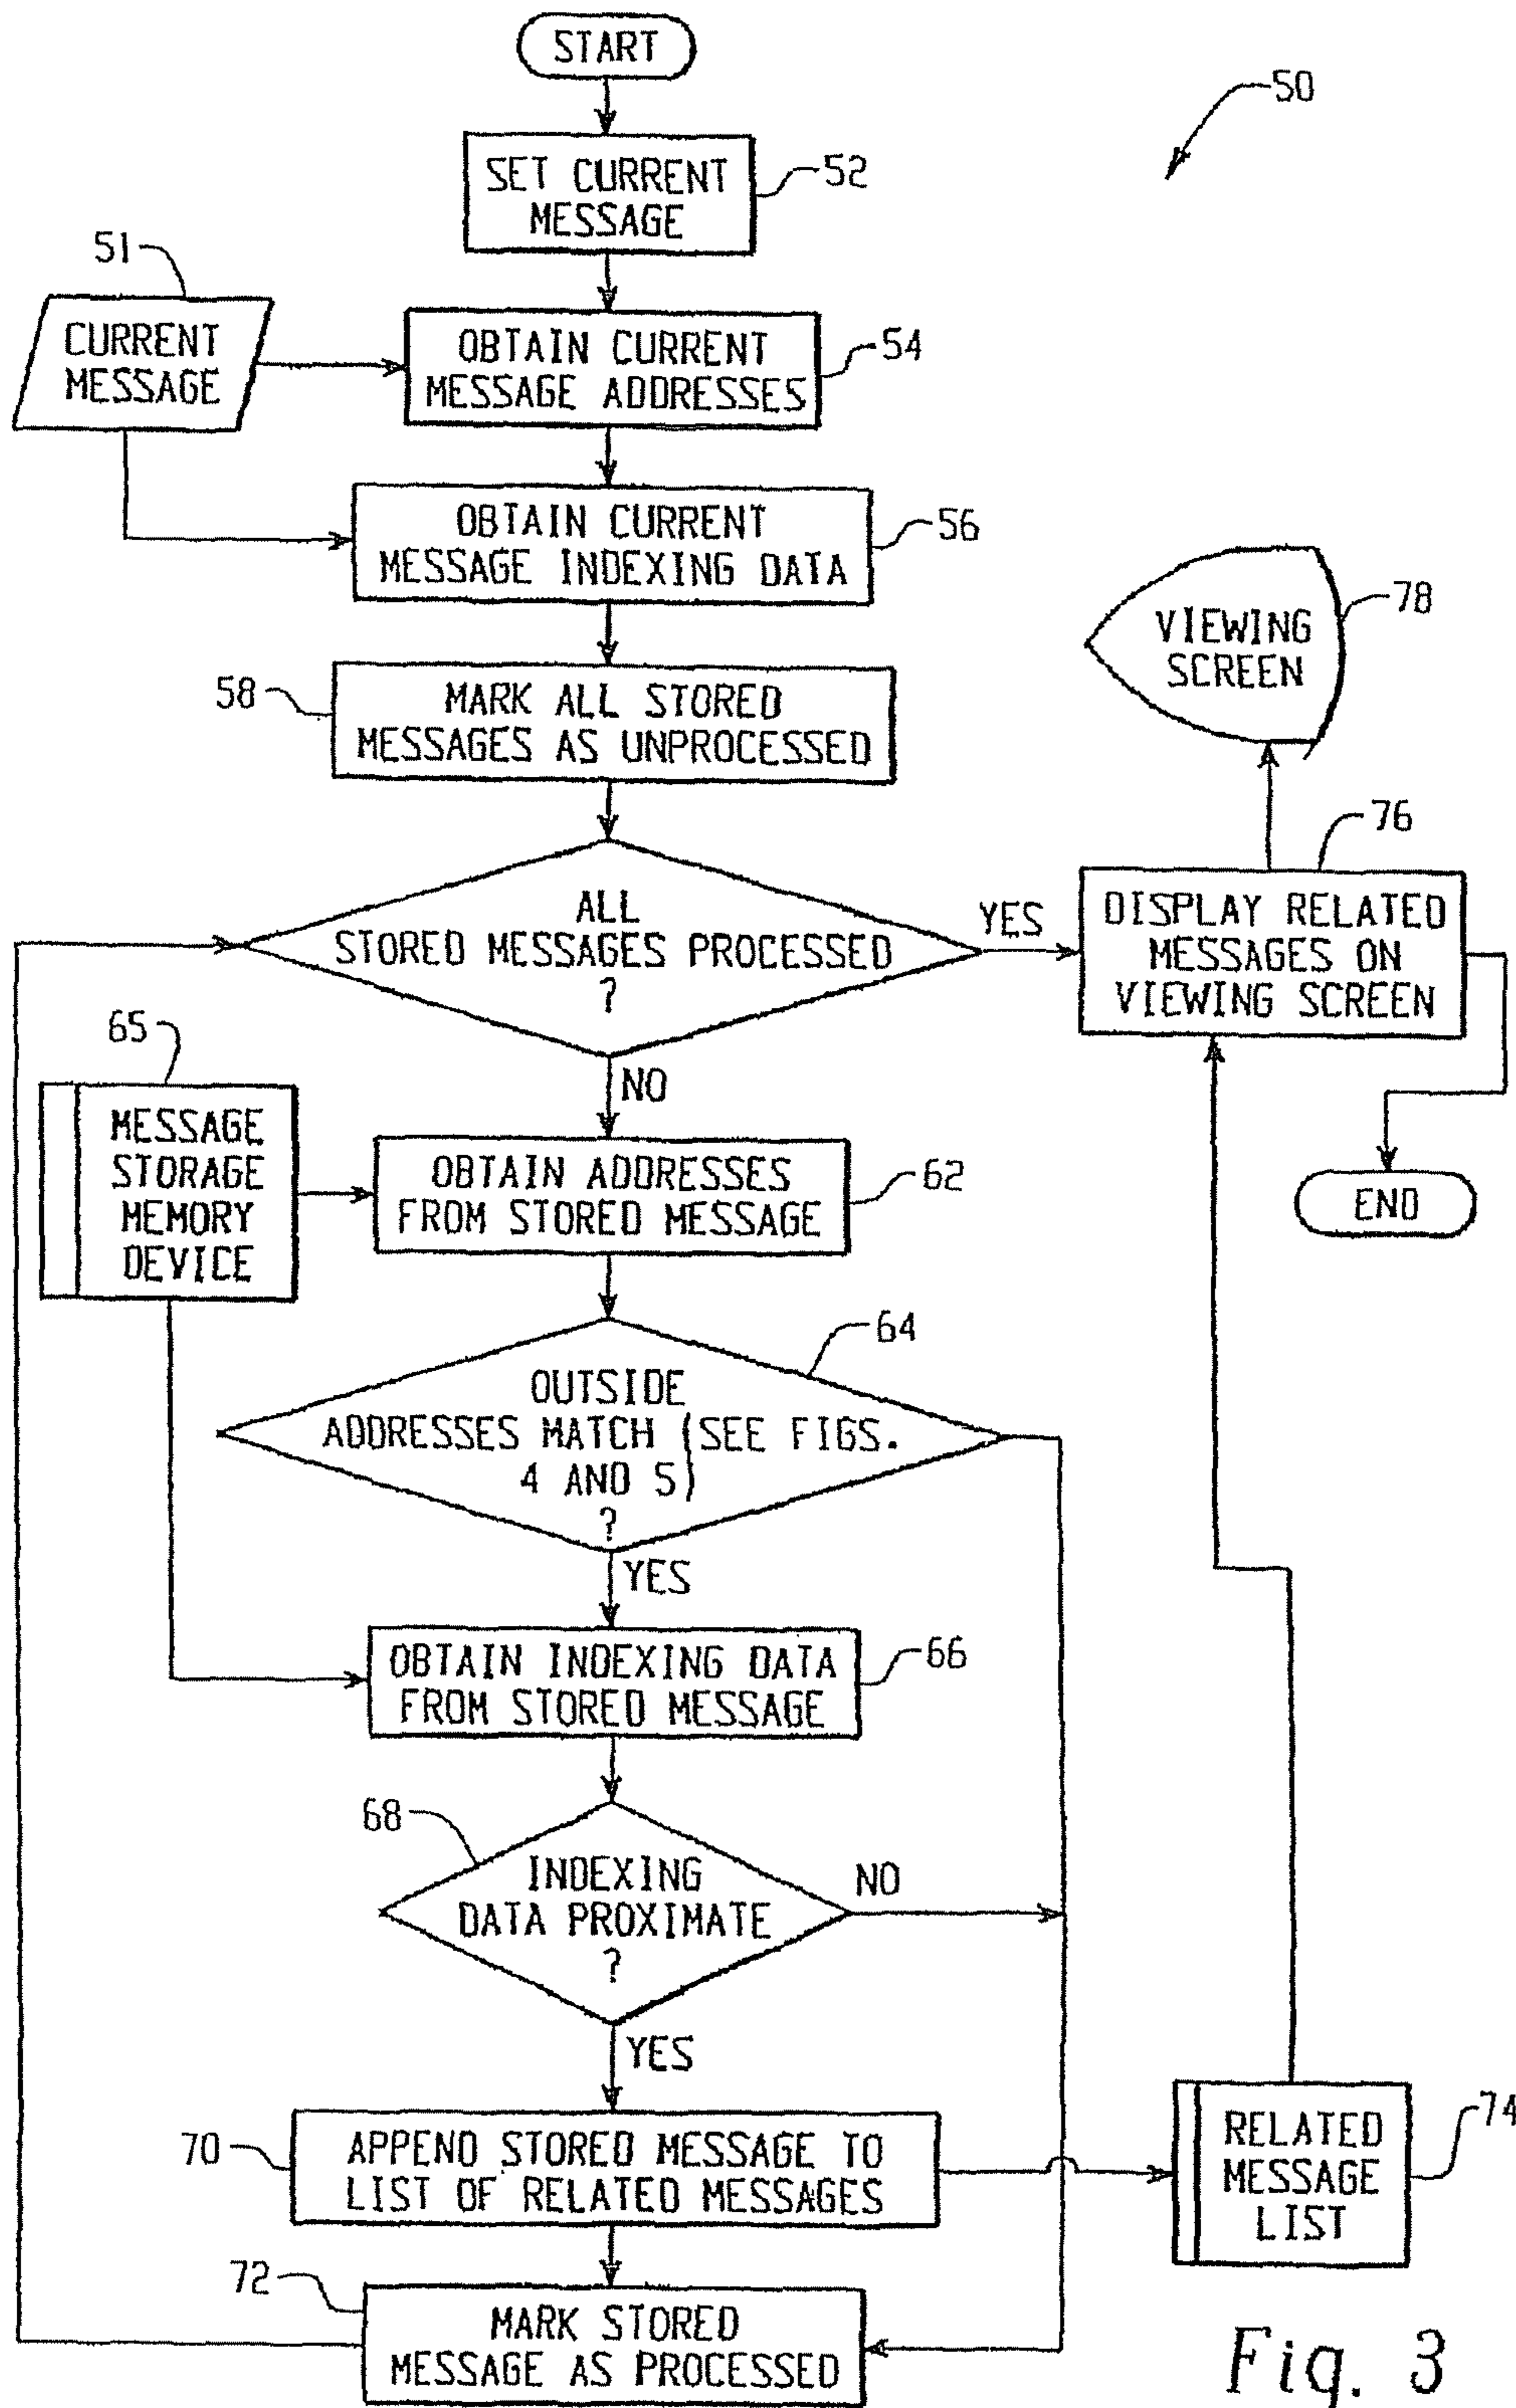 START
50
SET CURRENT
MESSAGE
52
51
CURRENT
MESSAGE
OBTAIN CURRENT
MESSAGE ADDRESSES
54
OBTAIN CURRENT
MESSAGE INDEXING DATA
56
VIEWING
SCREEN
78
58
MARK ALL STORED
MESSAGES AS UNPROCESSED
76
ALL
STORED MESSAGES PROCESSED
?
YES
DISPLAY RELATED
MESSAGES ON
VIEWING SCREEN
NO
65
MESSAGE
STORAGE
MEMORY
DEVICE
OBTAIN ADDRESSES
FROM STORED MESSAGE
62
END
64
OUTSIDE
ADDRESSES MATCH (SEE FIGS.
4 AND 5)
?
YES
OBTAIN INDEXING DATA
FROM STORED MESSAGE
66
68
INDEXING
DATA PROXIMATE
?
NO
YES
70
APPEND STORED MESSAGE TO
LIST OF RELATED MESSAGES
RELATED
MESSAGE
LIST
74
72
MARK STORED
MESSAGE AS PROCESSED
Fig. 3